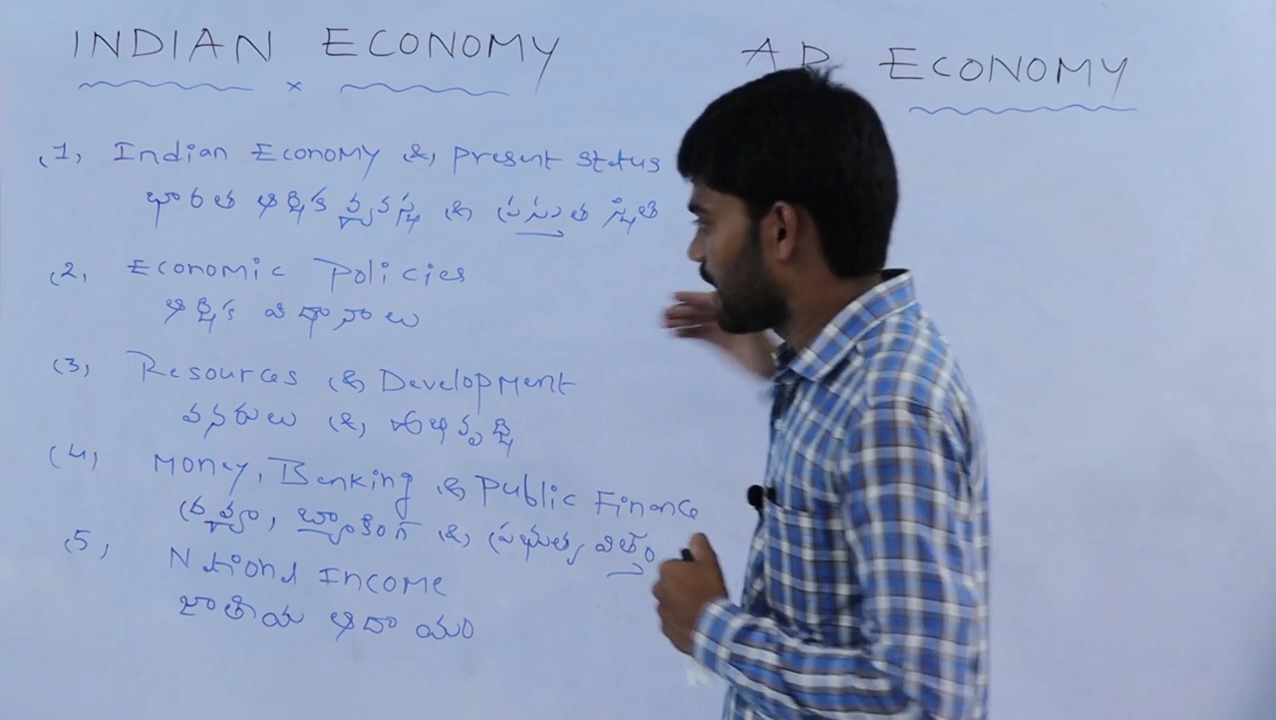 INDIAN ECONOMY
AP ECONOMY
(1, Indian Economy &, present status
భారత ఆర్థిక వ్యవస్థ & ప్రస్తుత స్థితి
(2, Economic Policies
ఆర్థిక విధానాలు
(3, Resources & Development
వనరులు &, అభివృద్ధి
(4, Money, Banking & Public Finance
ద్రవ్యం, బ్యాంకింగ్ &, ప్రభుత్వ విత్తం
(5, National Income
జాతీయ ఆదాయం